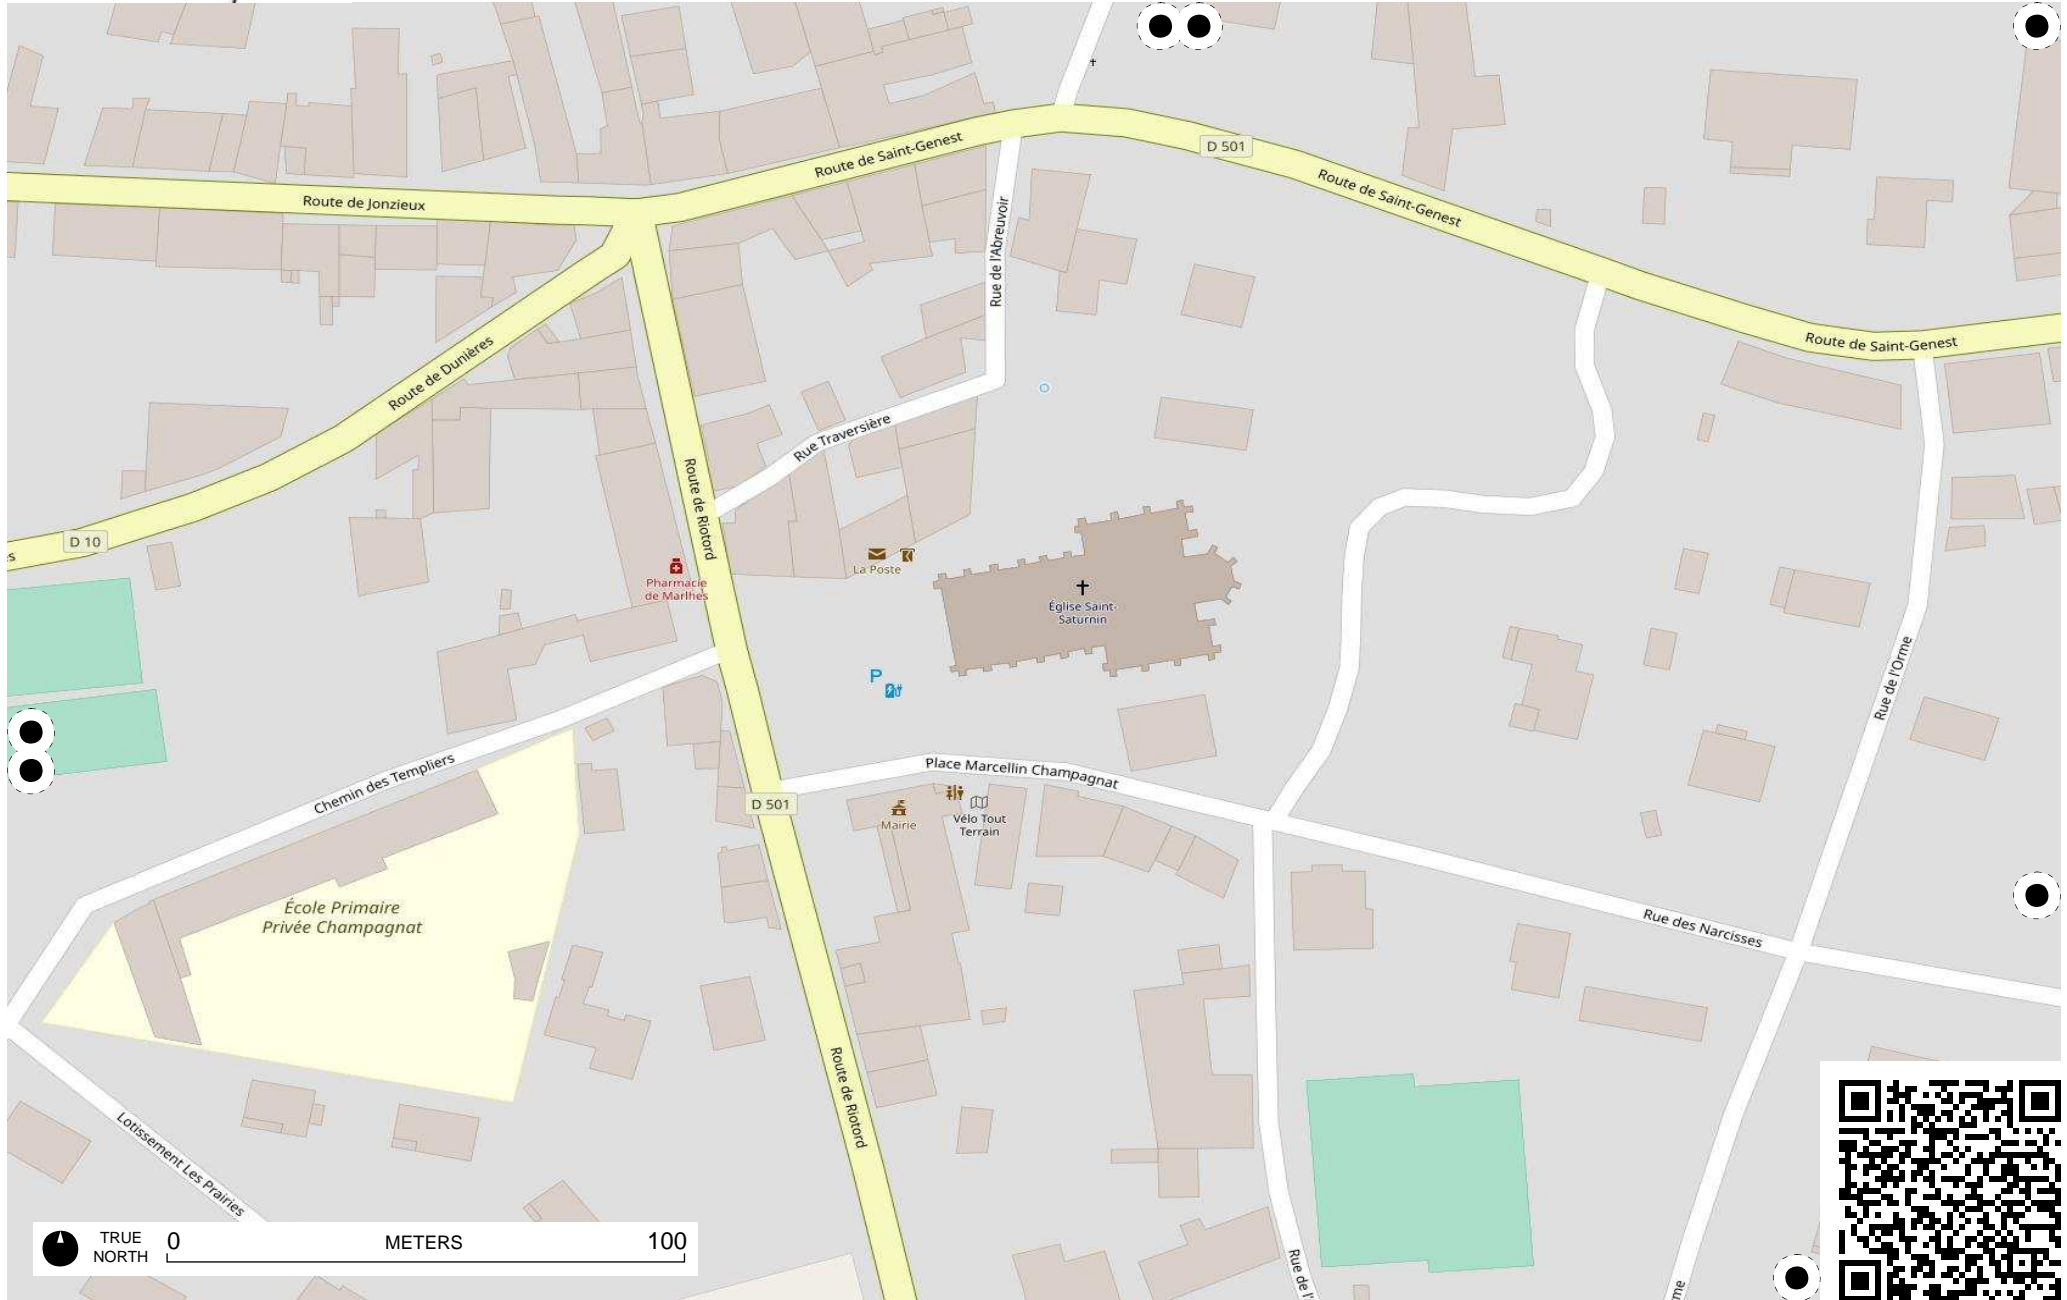 D 501
Route de Saint-Genest
Route de Saint-Genest
Route de Jonzieux
Rue de l'Abreuvoir
Route de Saint-Genest
Route de Dunières
Rue Traversière
Route de Riotord
D 10
La Poste
Pharmacie
de Marlhes
Église Saint-
Saturnin
P
Rue de l'Orme
Place Marcellin Champagnat
Chemin des Templiers
D 501
Mairie
Vélo Tout
Terrain
École Primaire
Privée Champagnat
Rue des Narcisses
Route de Riotord
Lotissement Les Prairies
TRUE
NORTH
0
METERS
100
Rue de l'